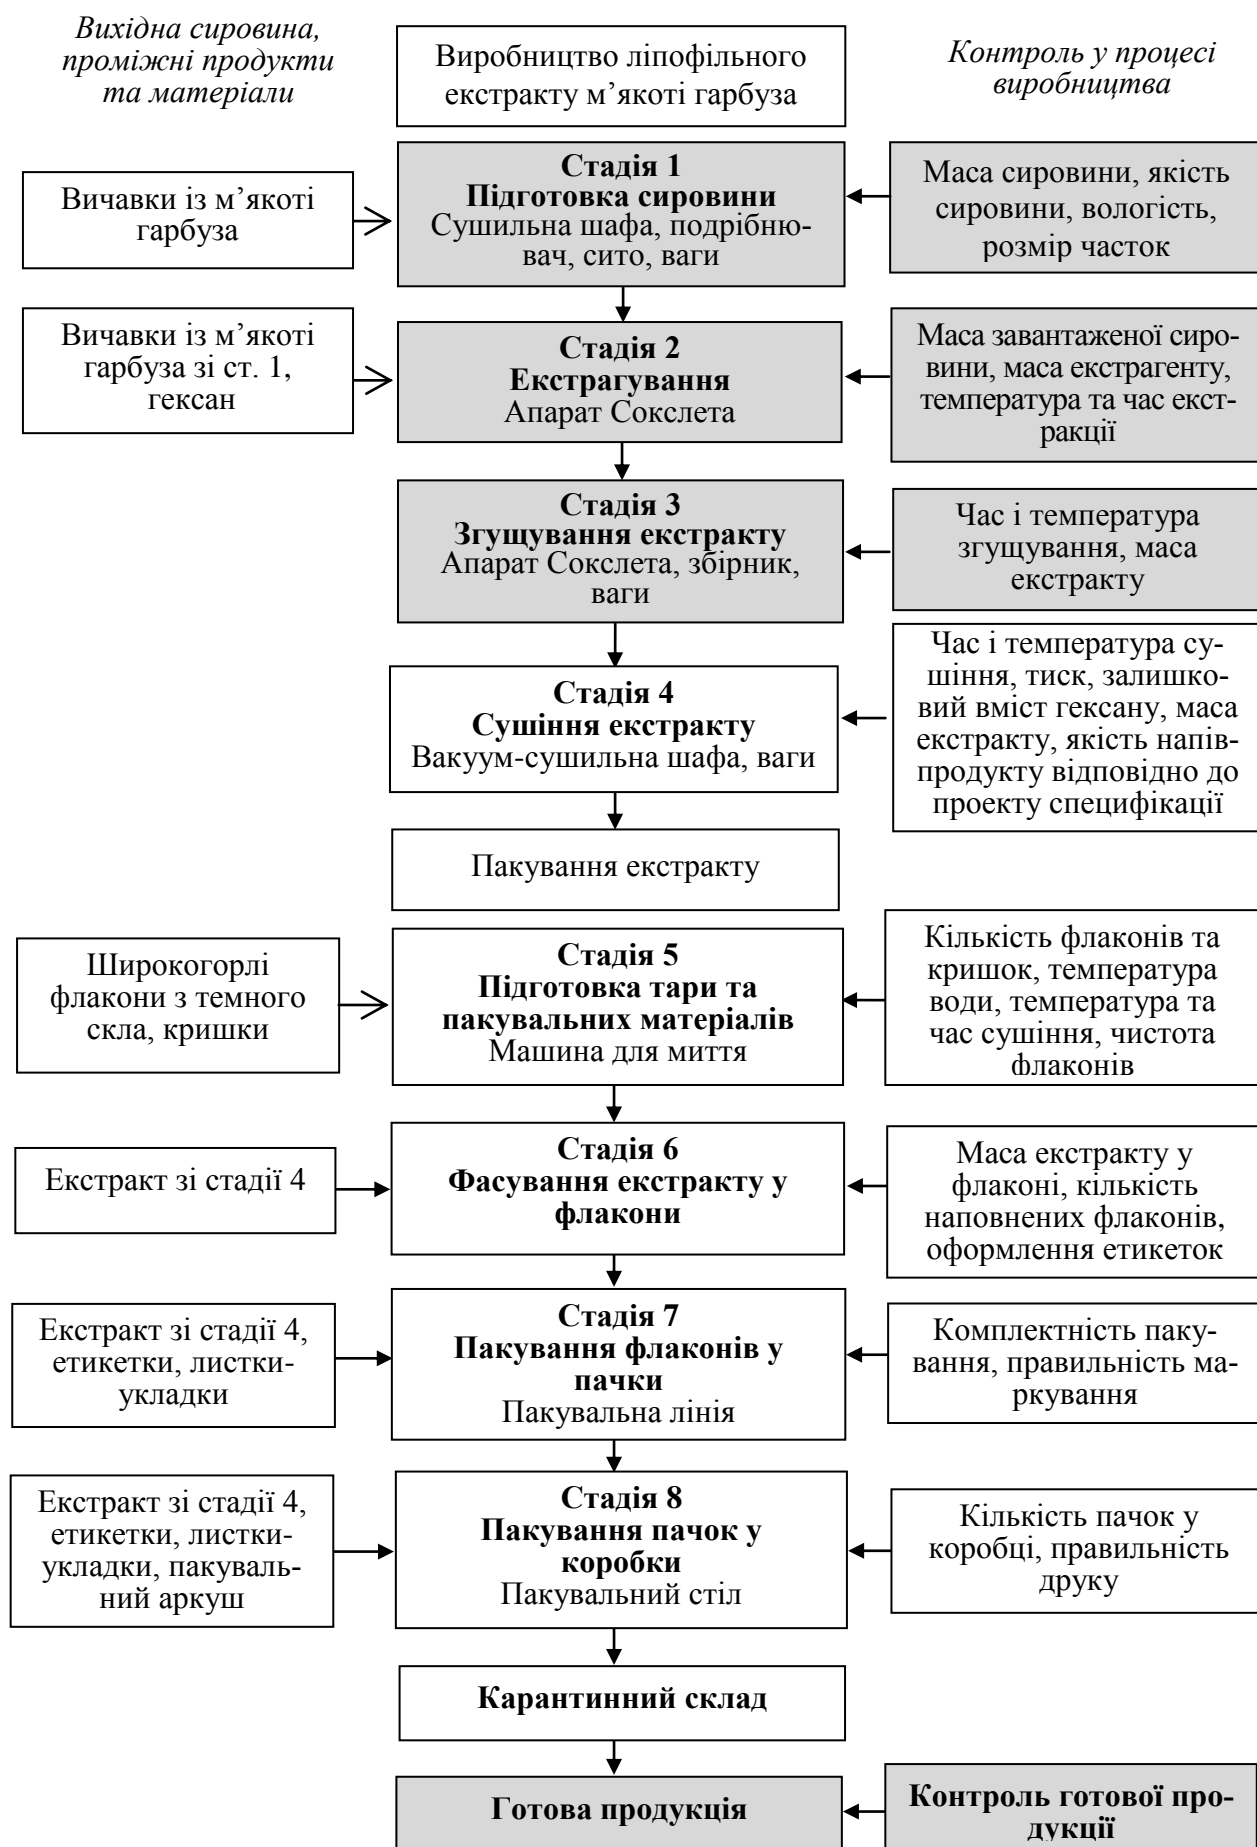 Вихідна сировина,
проміжні продукти
та матеріали
Виробництво ліпофільного
екстракту м’якоті гарбуза
Контроль у процесі
виробництва
Вичавки із м’якоті
гарбуза
Стадія 1
Підготовка сировини
Сушильна шафа, подрібню-
вач, сито, ваги
Маса сировини, якість
сировини, вологість,
розмір часток
Вичавки із м’якоті
гарбуза зі ст. 1,
гексан
Стадія 2
Екстрагування
Апарат Сокслета
Маса завантаженої сиро-
вини, маса екстрагенту,
температура та час екст-
ракції
Стадія 3
Згущування екстракту
Апарат Сокслета, збірник,
ваги
Час і температура
згущування, маса
екстракту
Стадія 4
Сушіння екстракту
Вакуум-сушильна шафа, ваги
Час і температура су-
шіння, тиск, залишко-
вий вміст гексану, маса
екстракту, якість напів-
продукту відповідно до
проекту специфікації
Пакування екстракту
Широкогорлі
флакони з темного
скла, кришки
Стадія 5
Підготовка тари та
пакувальних матеріалів
Машина для миття
Кількість флаконів та
кришок, температура
води, температура та
час сушіння, чистота
флаконів
Екстракт зі стадії 4
Стадія 6
Фасування екстракту у
флакони
Маса екстракту у
флаконі, кількість
наповнених флаконів,
оформлення етикеток
Екстракт зі стадії 4,
етикетки, листки-
укладки
Стадія 7
Пакування флаконів у
пачки
Пакувальна лінія
Комплектність паку-
вання, правильність ма-
ркування
Екстракт зі стадії 4,
етикетки, листки-
укладки, пакуваль-
ний аркуш
Стадія 8
Пакування пачок у
коробки
Пакувальний стіл
Кількість пачок у
коробці, правильність
друку
Карантинний склад
Готова продукція
Контроль готової про-
дукції